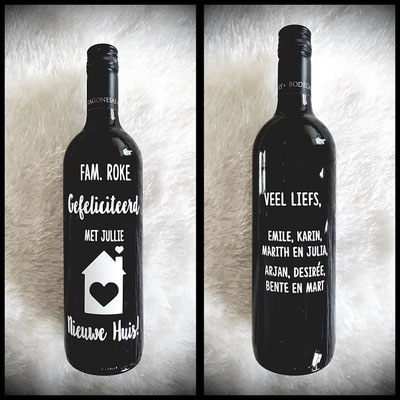 FAM. ROKE
Gefeliciteerd
MET JULLIE
Nieuwe Huis!
VEEL LIEFS,
EMILE, KARIN,
MARITH EN JULIA,
ARJAN, DESIRÉE,
BENTE EN MART